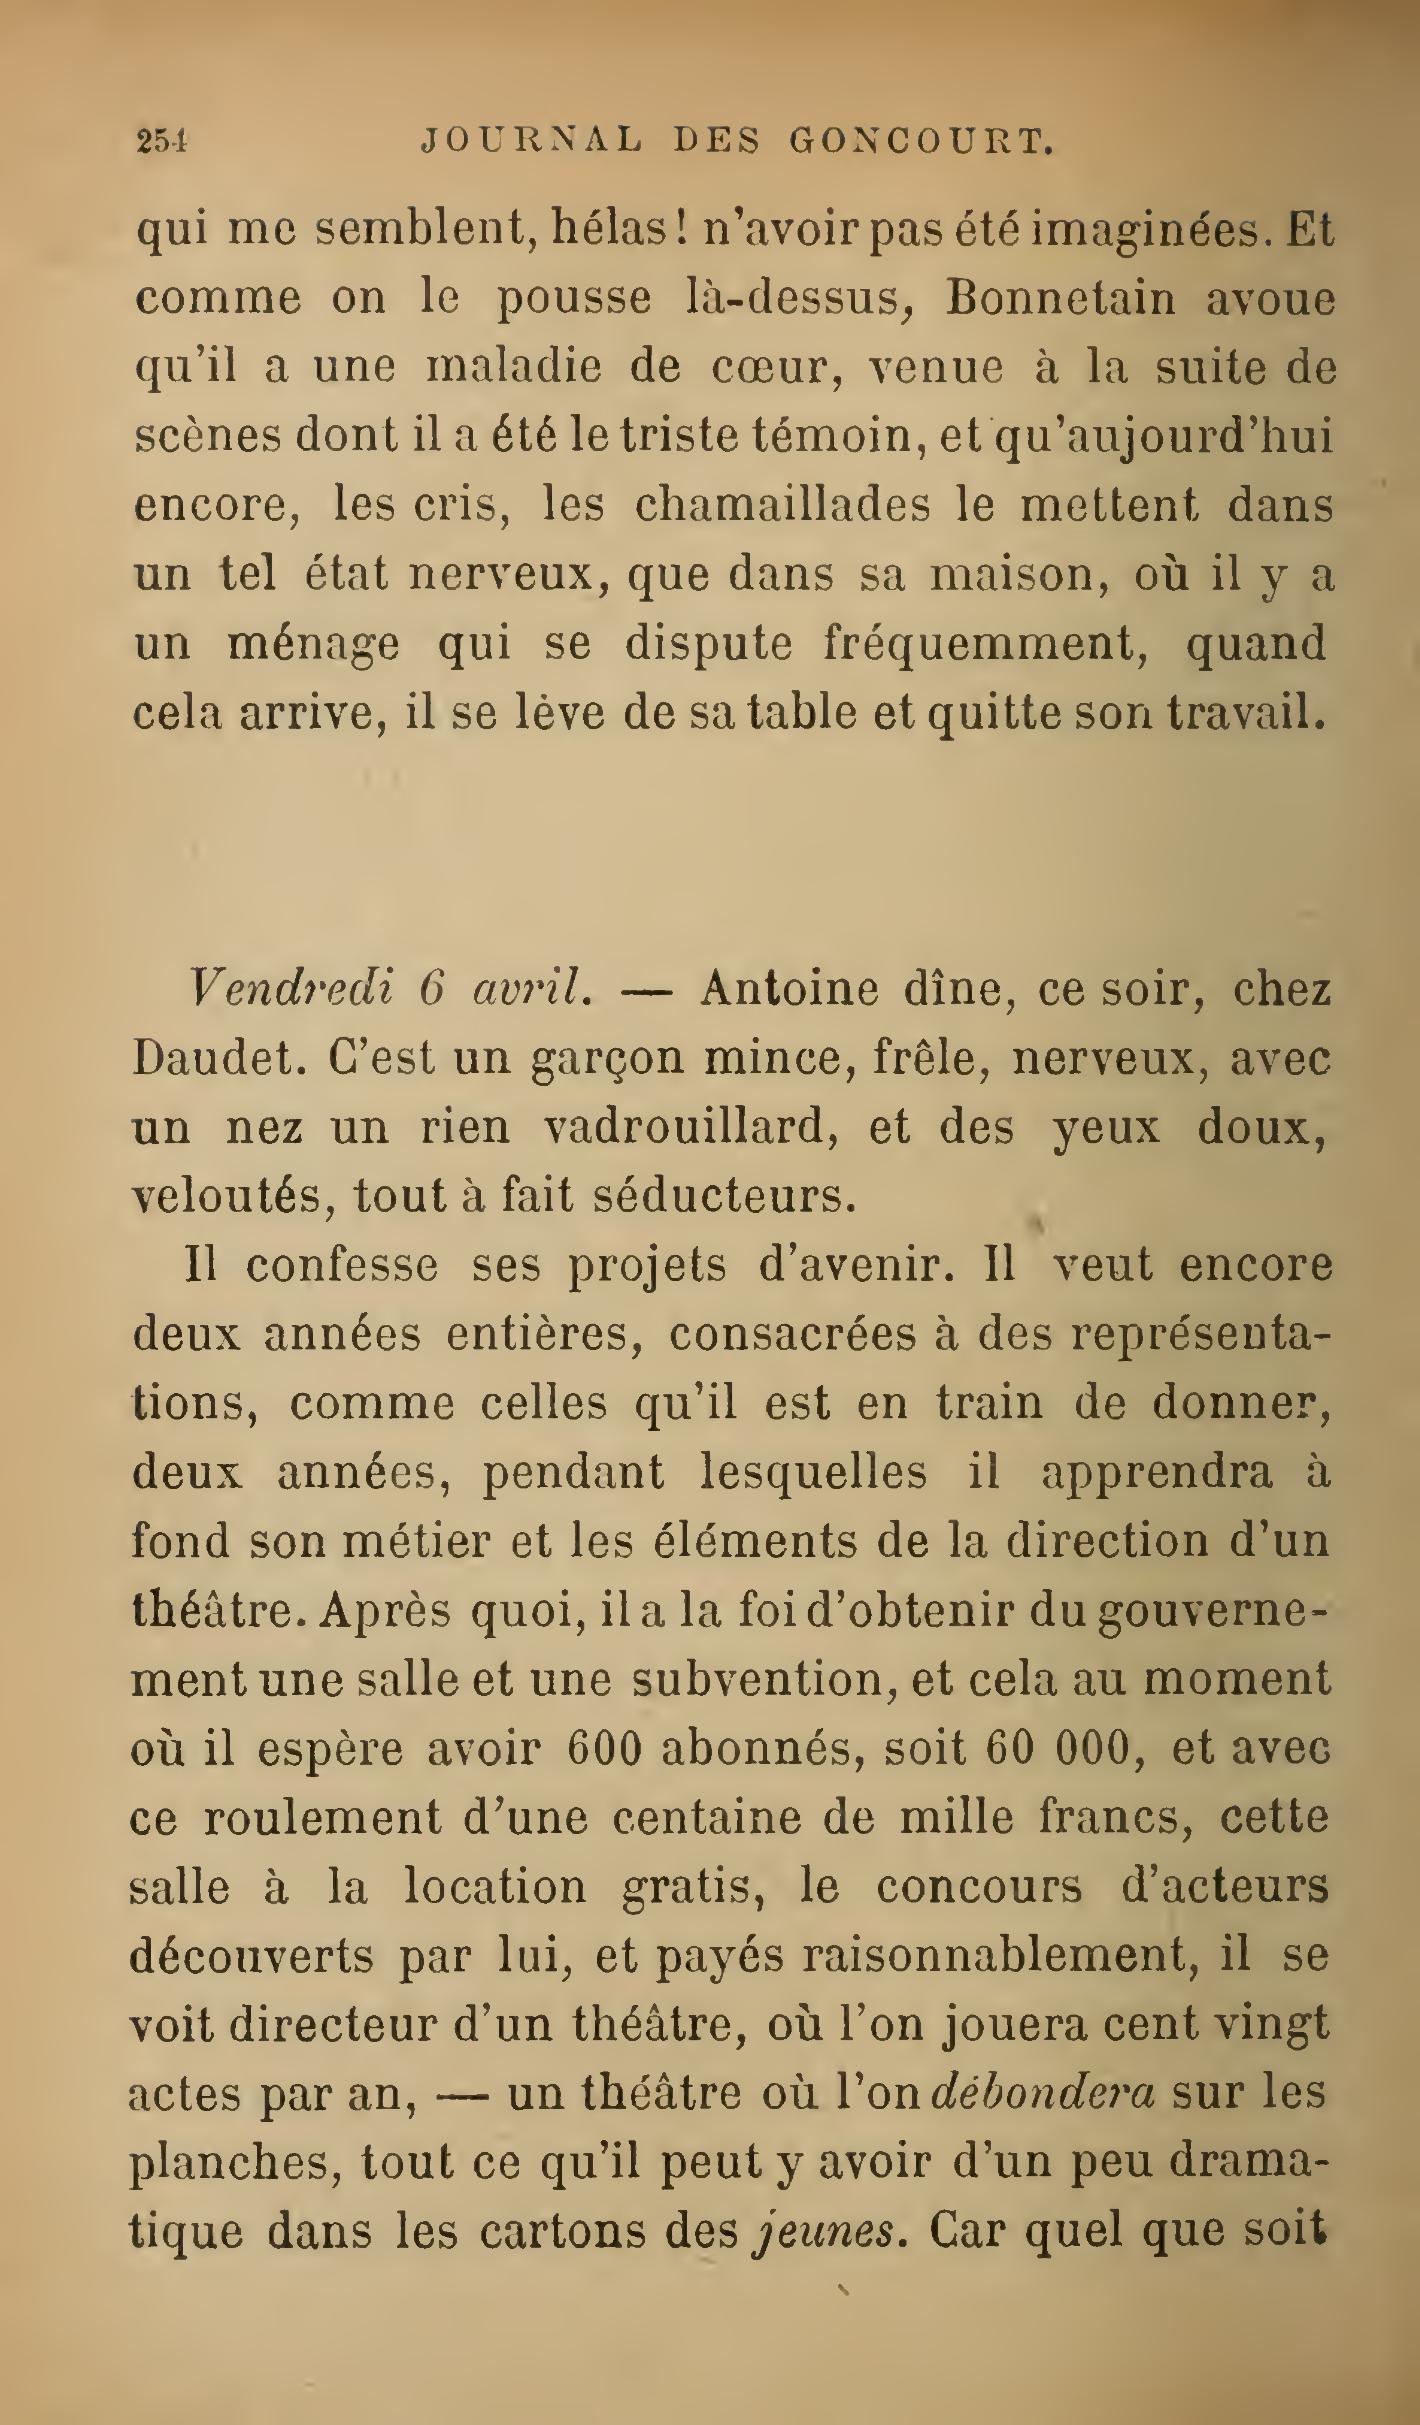 254 JOURNAL DES GONCOURT.
qui me semblent, hélas ! n'avoir pas été imaginées. Et
comme on le pousse là-dessus, Bonnetain avoue
qu'il a une maladie de cœur, venue à la suite de
scènes dont il a été le triste témoin, et qu'aujourd'hui
encore, les cris, les chamaillades le mettent dans
un tel état nerveux, que dans sa maison, où il y a
un ménage qui se dispute fréquemment, quand
cela arrive, il se lève de sa table et quitte son travail.
Vendredi 6 avril. — Antoine dîne, ce soir, chez
Daudet. C'est un garçon mince, frêle, nerveux, avec
un nez un rien vadrouillard, et des yeux doux,
veloutés, tout à fait séducteurs.
Il confesse ses projets d'avenir. Il veut encore
deux années entières, consacrées à des représenta-
tions, comme celles qu'il est en train de donner,
deux années, pendant lesquelles il apprendra à
fond son métier et les éléments de la direction d'un
théâtre. Après quoi, il a la foi d'obtenir du gouverne-
ment une salle et une subvention, et cela au moment
où il espère avoir 600 abonnés, soit 60 000, et avec
ce roulement d'une centaine de mille francs, cette
salle à la location gratis, le concours d'acteurs
découverts par lui, et payés raisonnablement, il se
voit directeur d'un théâtre, où l'on jouera cent vingt
actes par an, — un théâtre où l'on débondera sur les
planches, tout ce qu'il peut y avoir d'un peu drama-
tique dans les cartons des jeunes. Car quel que soit